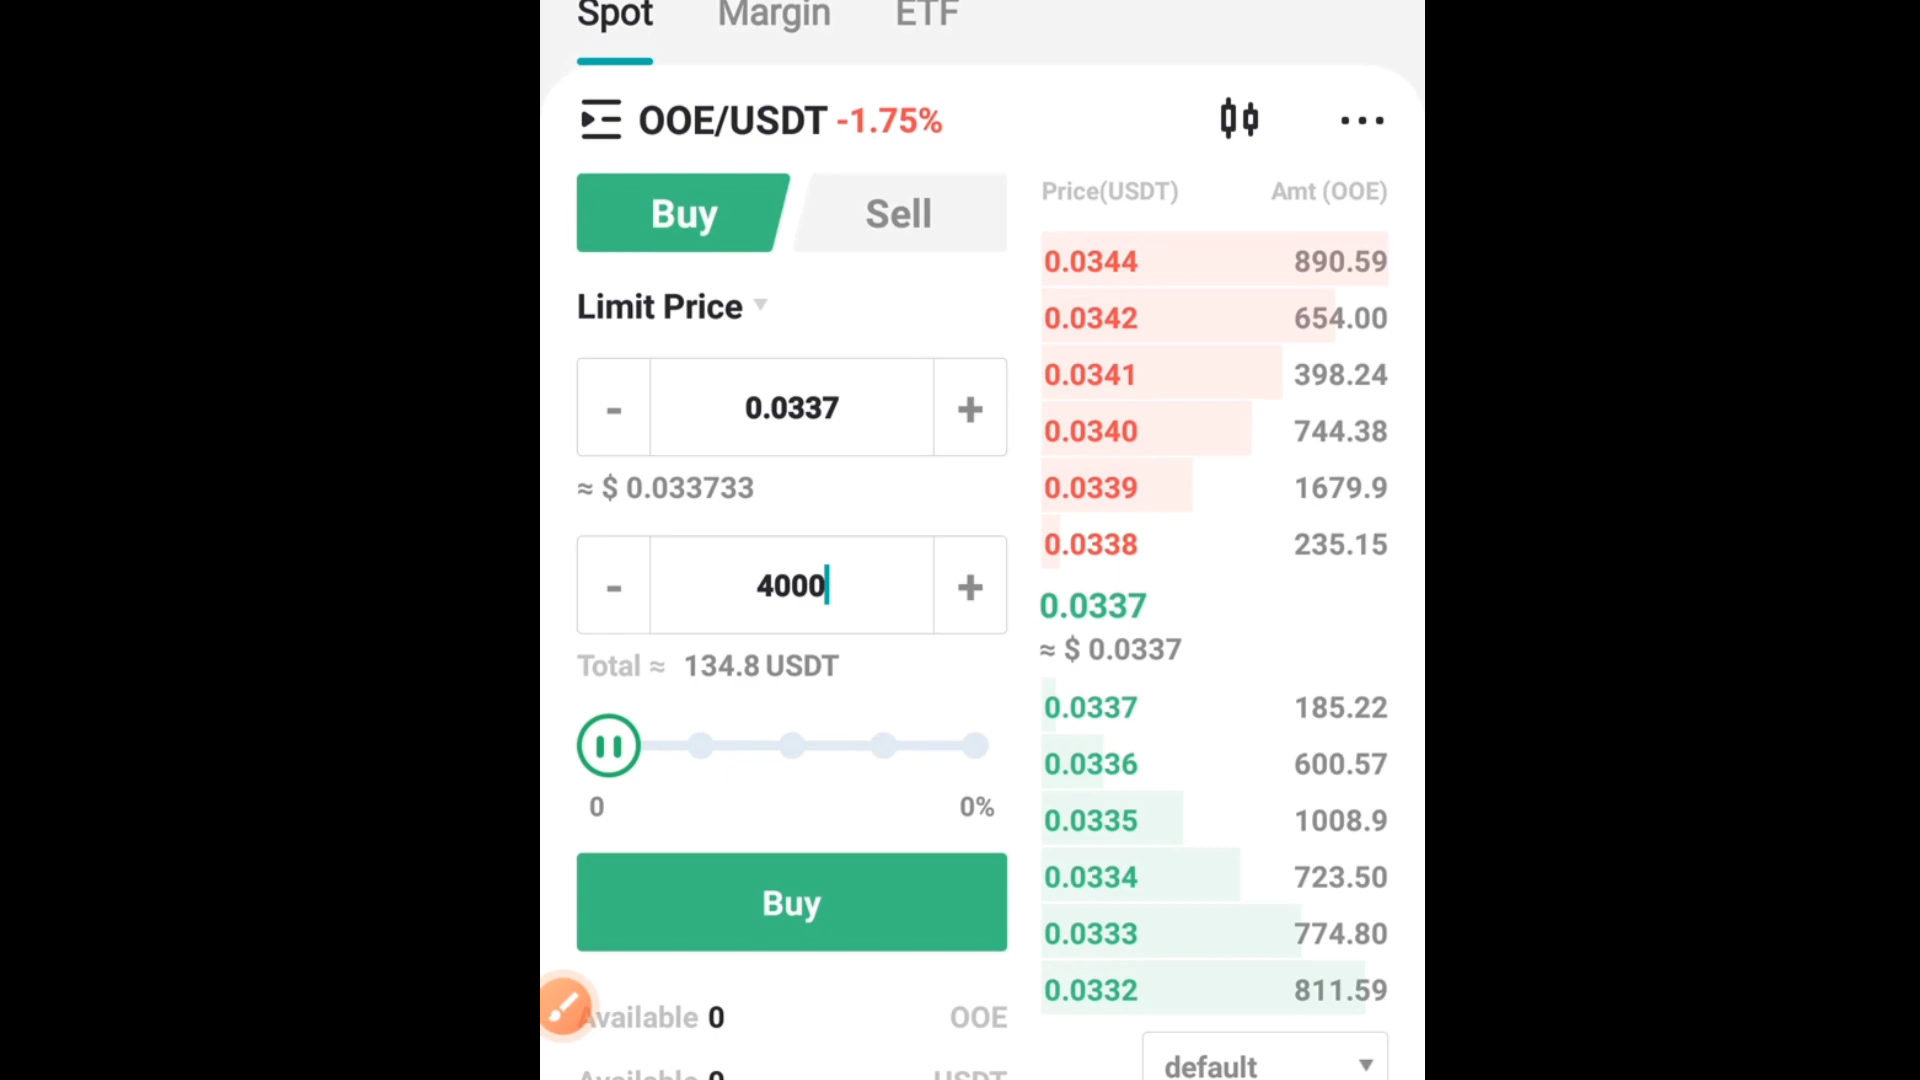 Spot Margin ETF
OOE/USDT -1.75%
Buy Sell
Limit Price
- 0.0337 +
≈ $ 0.033733
- 4000 +
Total ≈ 134.8 USDT
0 0%
Buy
Available 0 OOE
Available 0 USDT
Price(USDT) Amt (OOE)
0.0344 890.59
0.0342 654.00
0.0341 398.24
0.0340 744.38
0.0339 1679.9
0.0338 235.15
0.0337
≈ $ 0.0337
0.0337 185.22
0.0336 600.57
0.0335 1008.9
0.0334 723.50
0.0333 774.80
0.0332 811.59
default